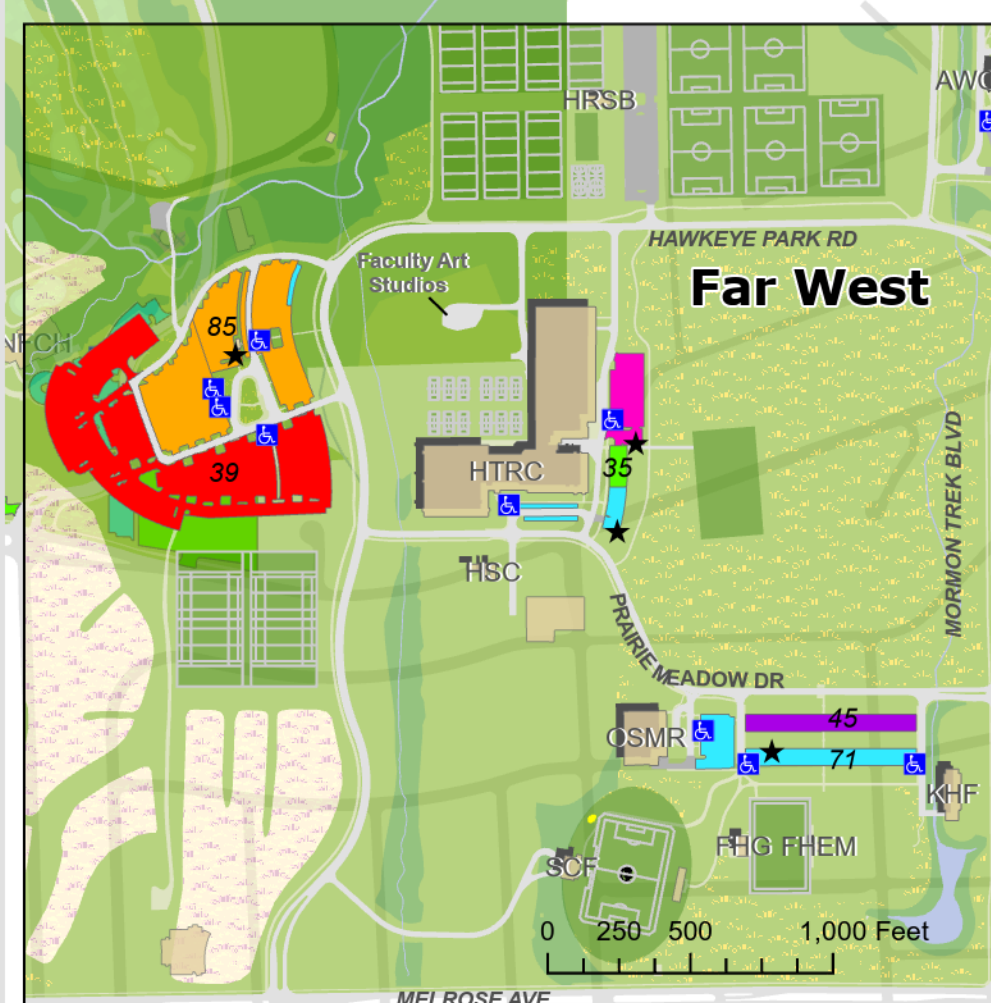 AWC
HRSB
HAWKEYE PARK RD
Faculty Art
Studios
Far West
85
NFCH
39
HTRC
35
MORMON TREK BLVD
HSC
PRAIRIE MEADOW DR
45
OSMR
71
KHF
FHG FHEM
SCF
0 250 500 1,000 Feet
MELROSE AVE